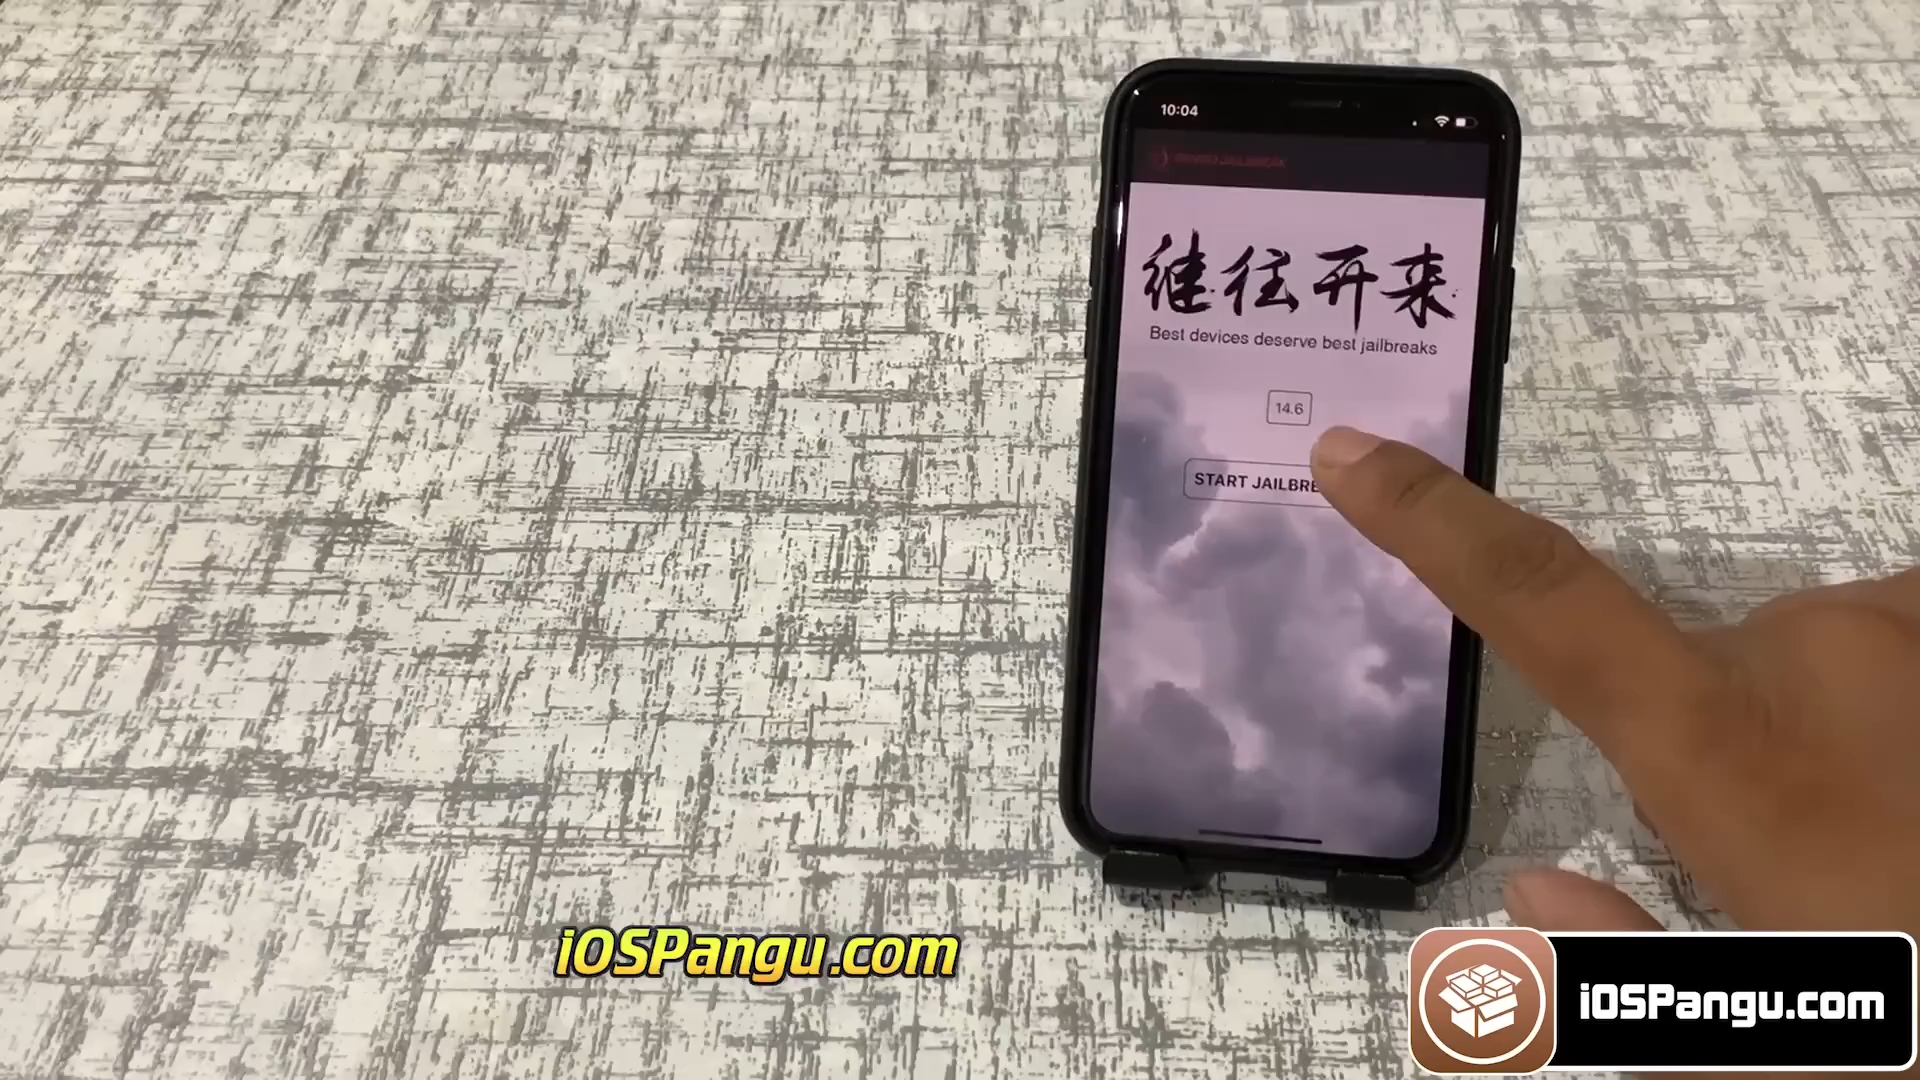 10:04
继往开来
Best devices deserve best jailbreaks
14.6
START JAILBRE
iOSPangu.com
iOSPangu.com